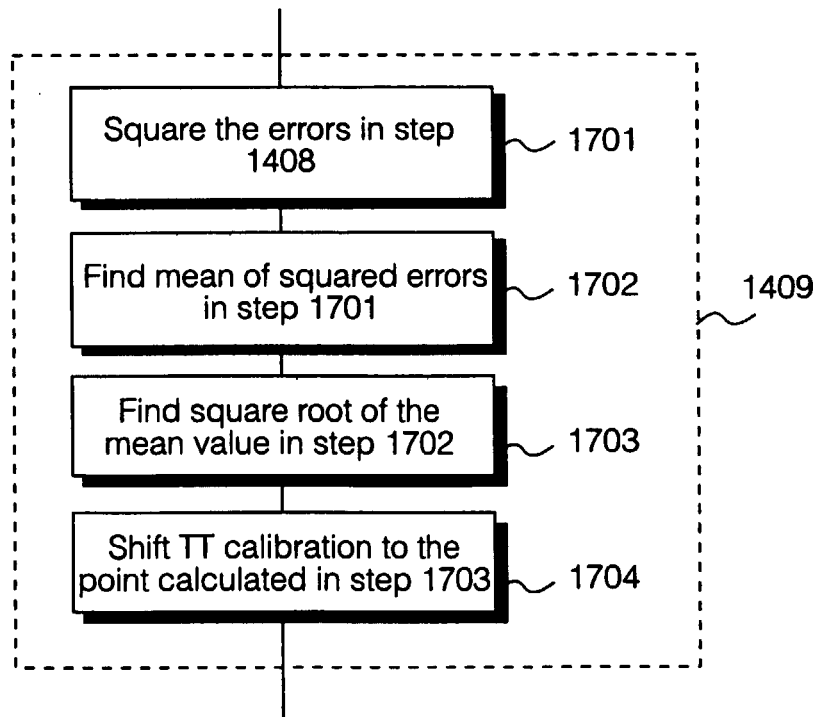 Square the errors in step
1408
1701
Find mean of squared errors
in step 1701
1702
1409
Find square root of the
mean value in step 1702
1703
Shift TT calibration to the
point calculated in step 1703
1704